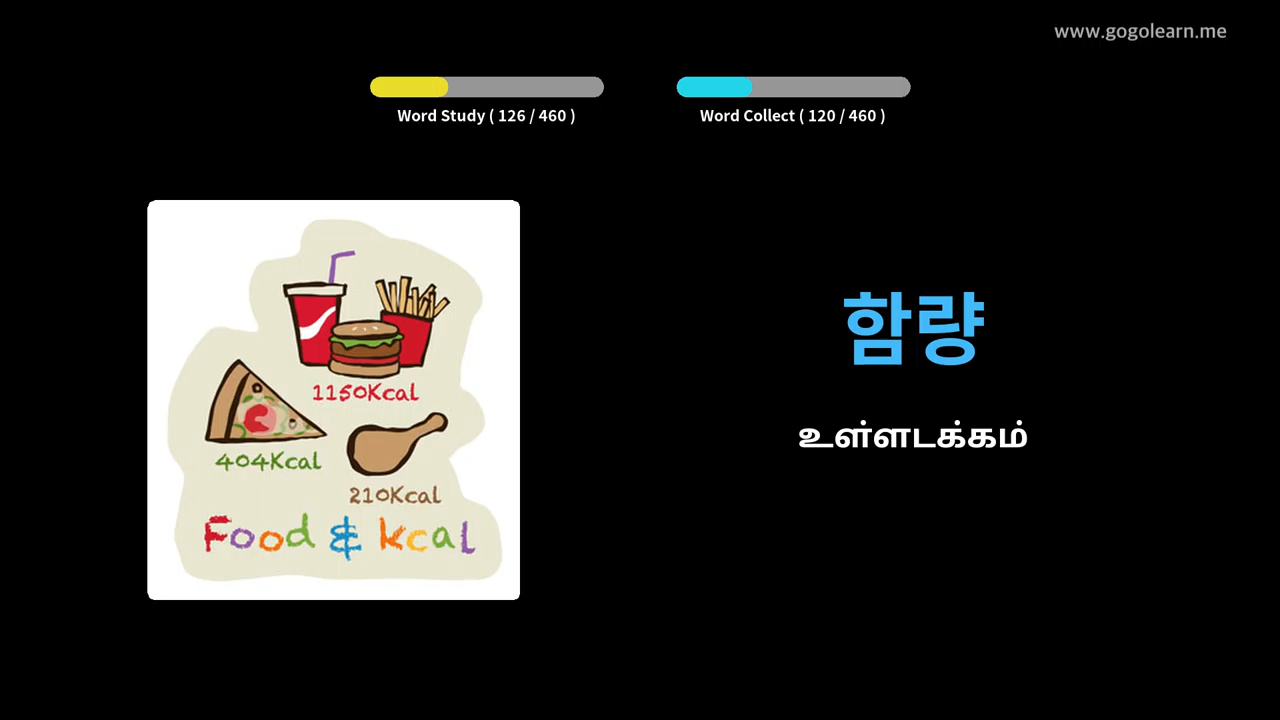 www.gogolearn.me
Word Study ( 126 / 460 )
Word Collect ( 120 / 460 )
1150Kcal
404Kcal
210Kcal
Food & kcal
함량
உள்ளடக்கம்